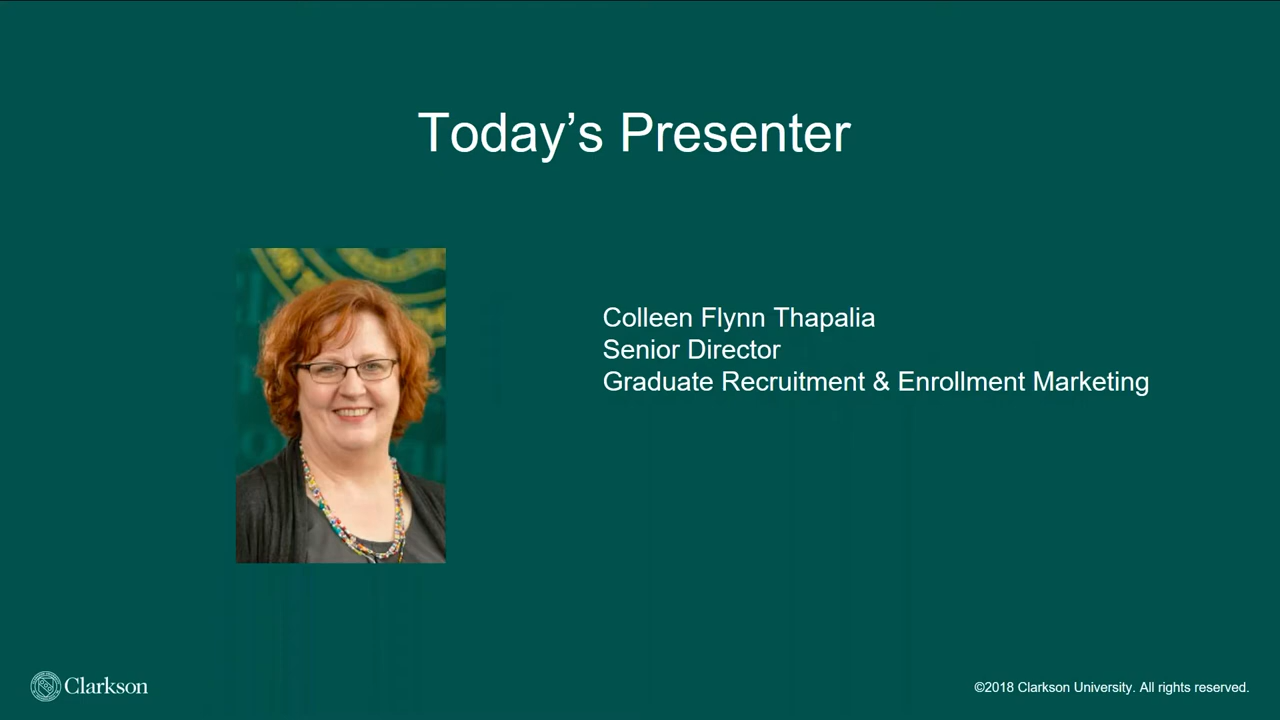 Today’s Presenter
Colleen Flynn Thapalia
Senior Director
Graduate Recruitment & Enrollment Marketing
Clarkson
©2018 Clarkson University. All rights reserved.